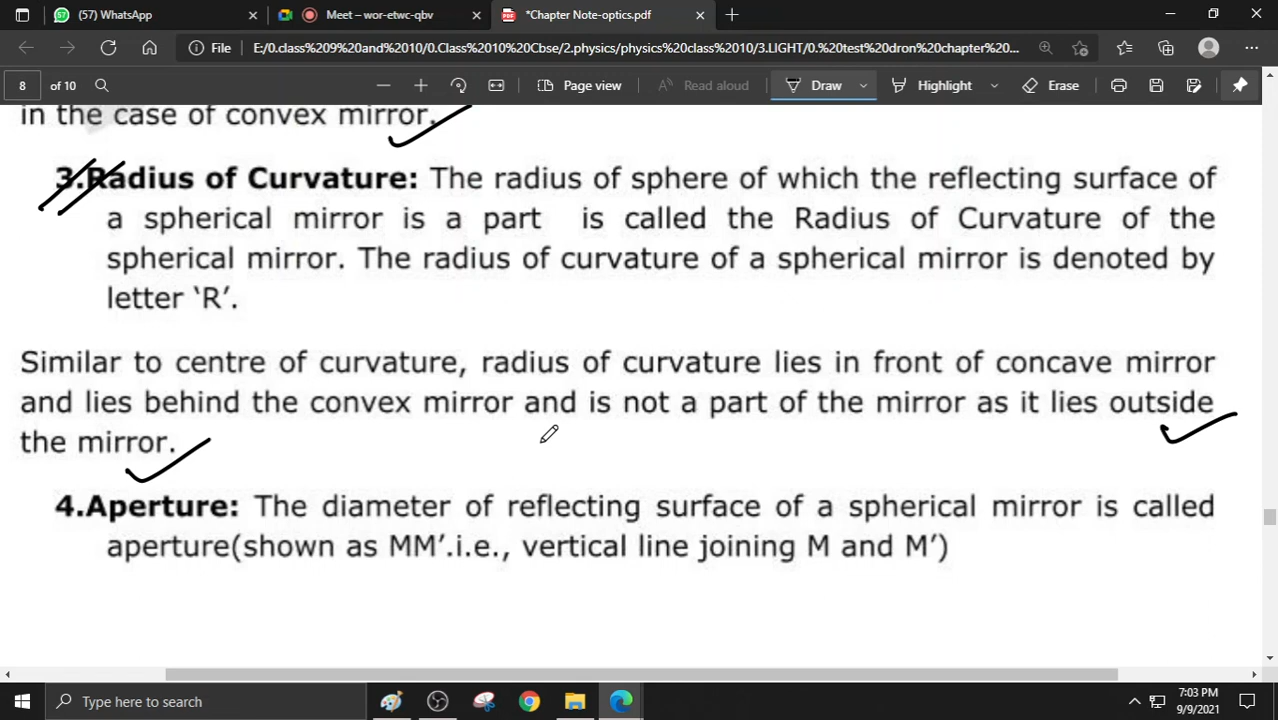 (57) WhatsApp
Meet – wor-etwc-qbv
*Chapter Note-optics.pdf
File
E:/0.class%209%20and%2010/0.Class%2010%20Cbse/2.physics/physics%20class%2010/3.LIGHT/0.%20test%20dron%20chapter%20...
8 of 10
Page view
Read aloud
Draw
Highlight
Erase
in the case of convex mirror.
3.Radius of Curvature: The radius of sphere of which the reflecting surface of
a spherical mirror is a part is called the Radius of Curvature of the
spherical mirror. The radius of curvature of a spherical mirror is denoted by
letter ‘R’.
Similar to centre of curvature, radius of curvature lies in front of concave mirror
and lies behind the convex mirror and is not a part of the mirror as it lies outside
the mirror.
4.Aperture: The diameter of reflecting surface of a spherical mirror is called
aperture(shown as MM’.i.e., vertical line joining M and M’)
Type here to search
7:03 PM
9/9/2021